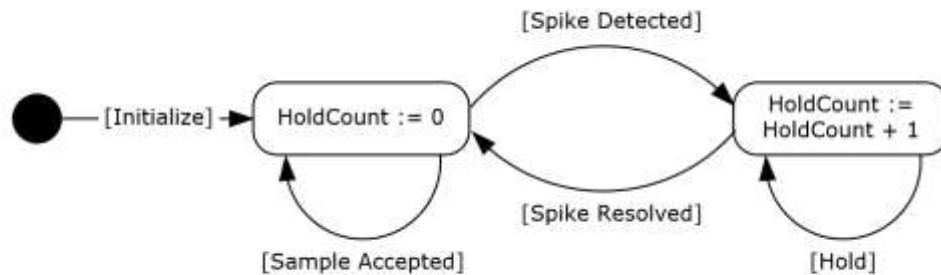 [Spike Detected]
[Initialize]
HoldCount := 0
HoldCount :=
HoldCount + 1
[Spike Resolved]
[Sample Accepted]
[Hold]